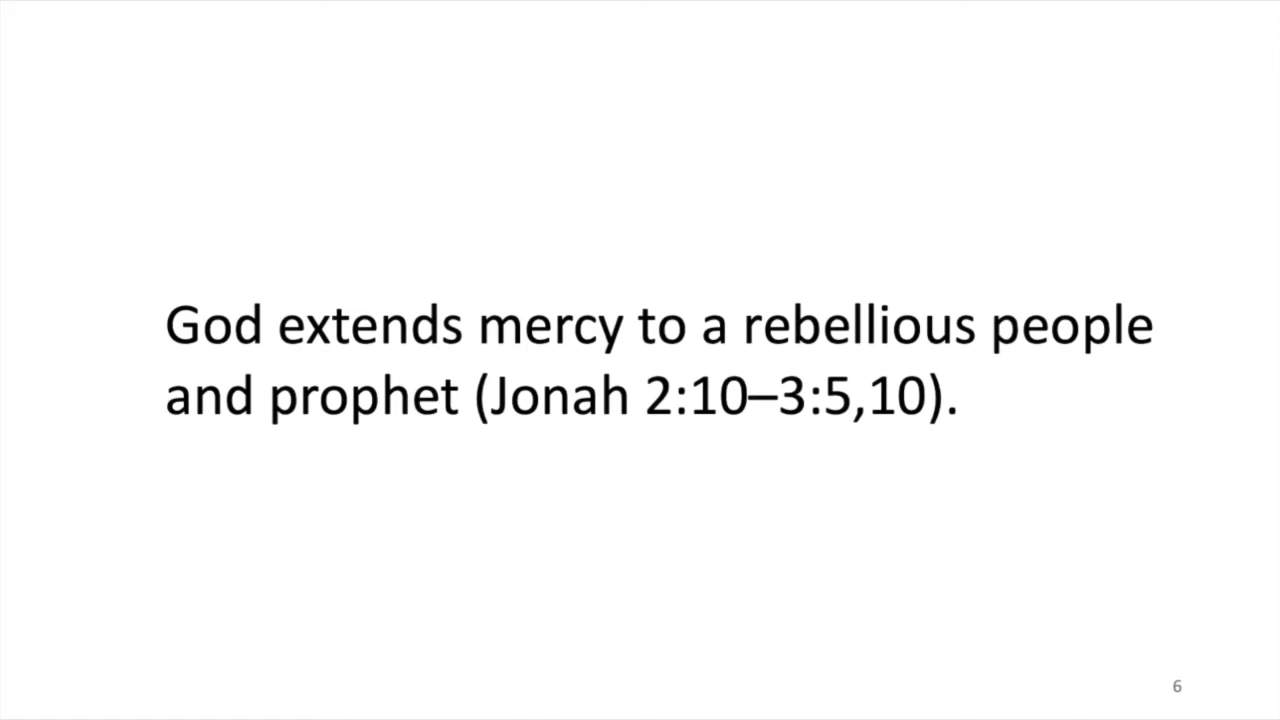 God extends mercy to a rebellious people
and prophet (Jonah 2:10–3:5,10).
6